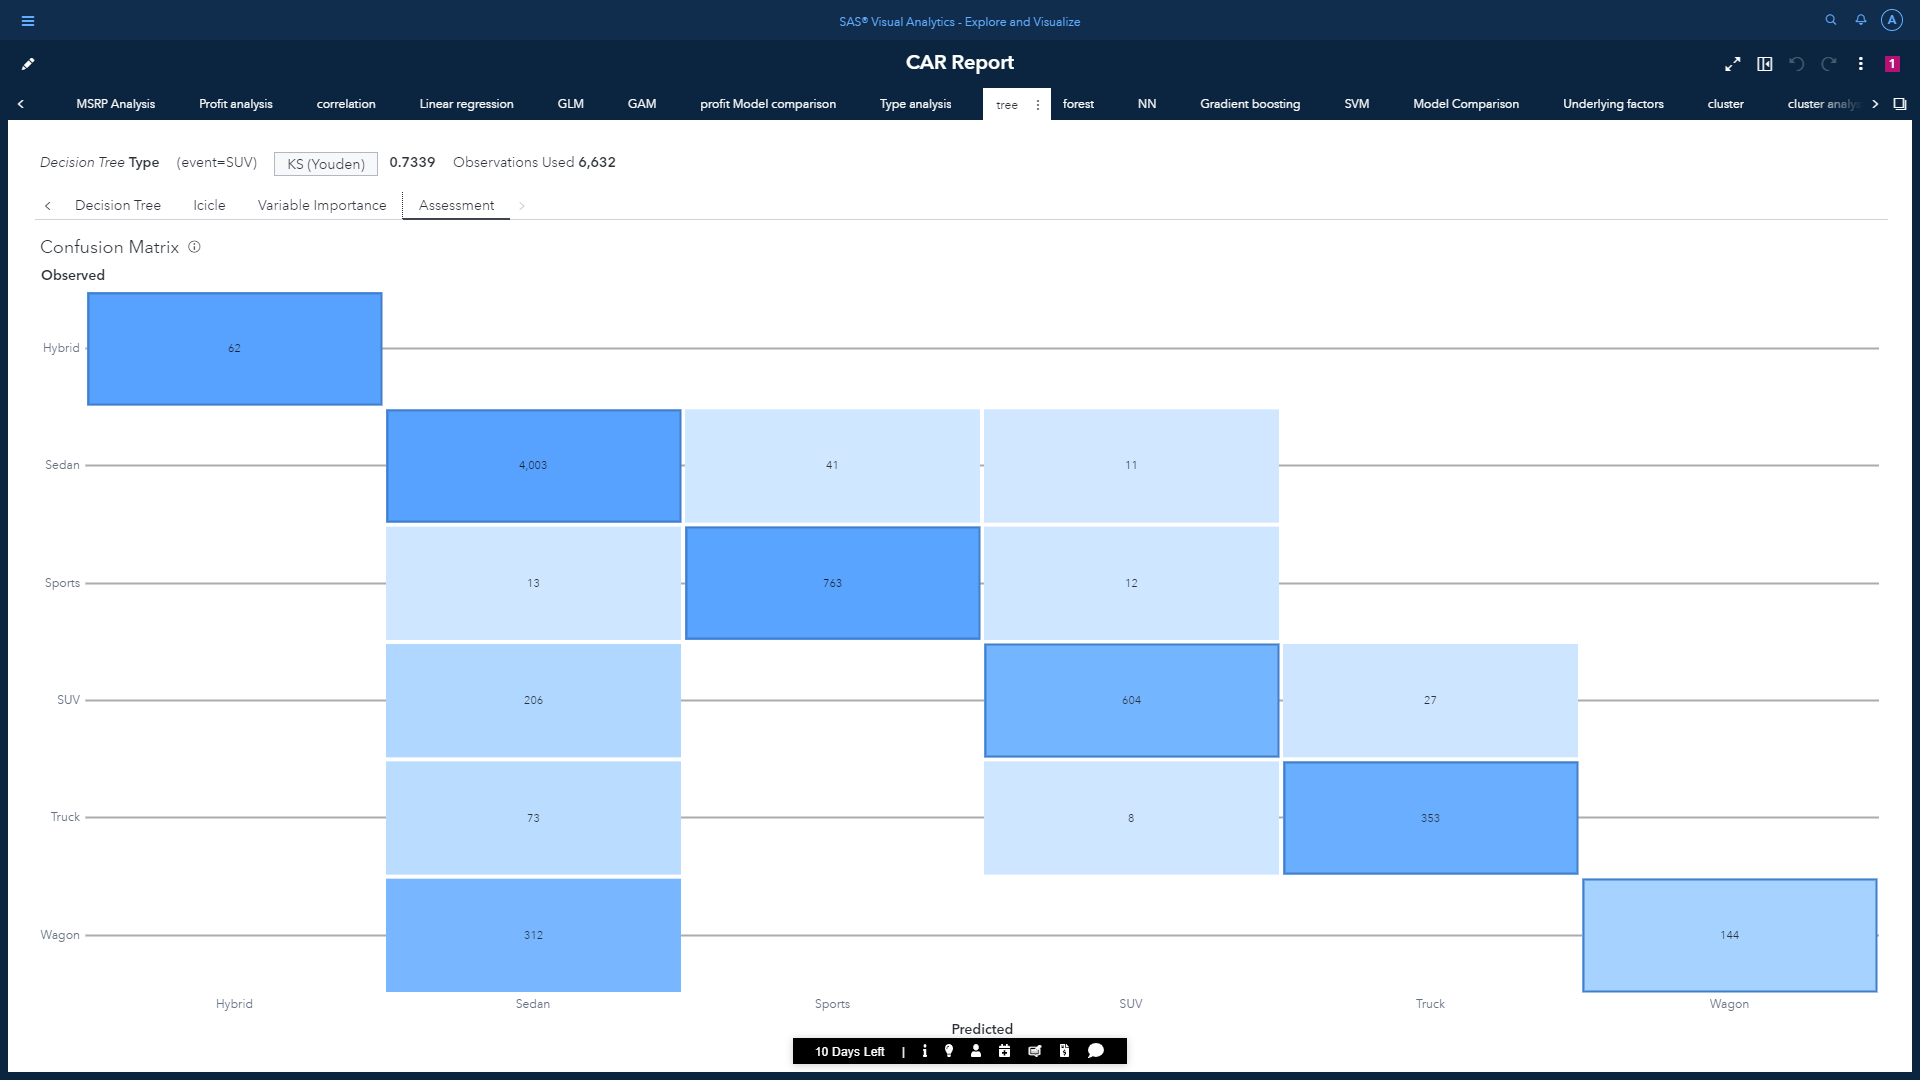 SAS® Visual Analytics - Explore and Visualize
A
CAR Report
1
MSRP Analysis Profit analysis correlation Linear regression GLM GAM profit Model comparison Type analysis tree forest NN Gradient boosting SVM Model Comparison Underlying factors cluster cluster analy
Decision Tree Type (event=SUV) KS (Youden) 0.7339 Observations Used 6,632
Decision Tree Icicle Variable Importance Assessment
Confusion Matrix
Observed
Hybrid 62
Sedan 4,003 41 11
Sports 13 763 12
SUV 206 604 27
Truck 73 8 353
Wagon 312 144
Hybrid Sedan Sports SUV Truck Wagon
Predicted
10 Days Left |